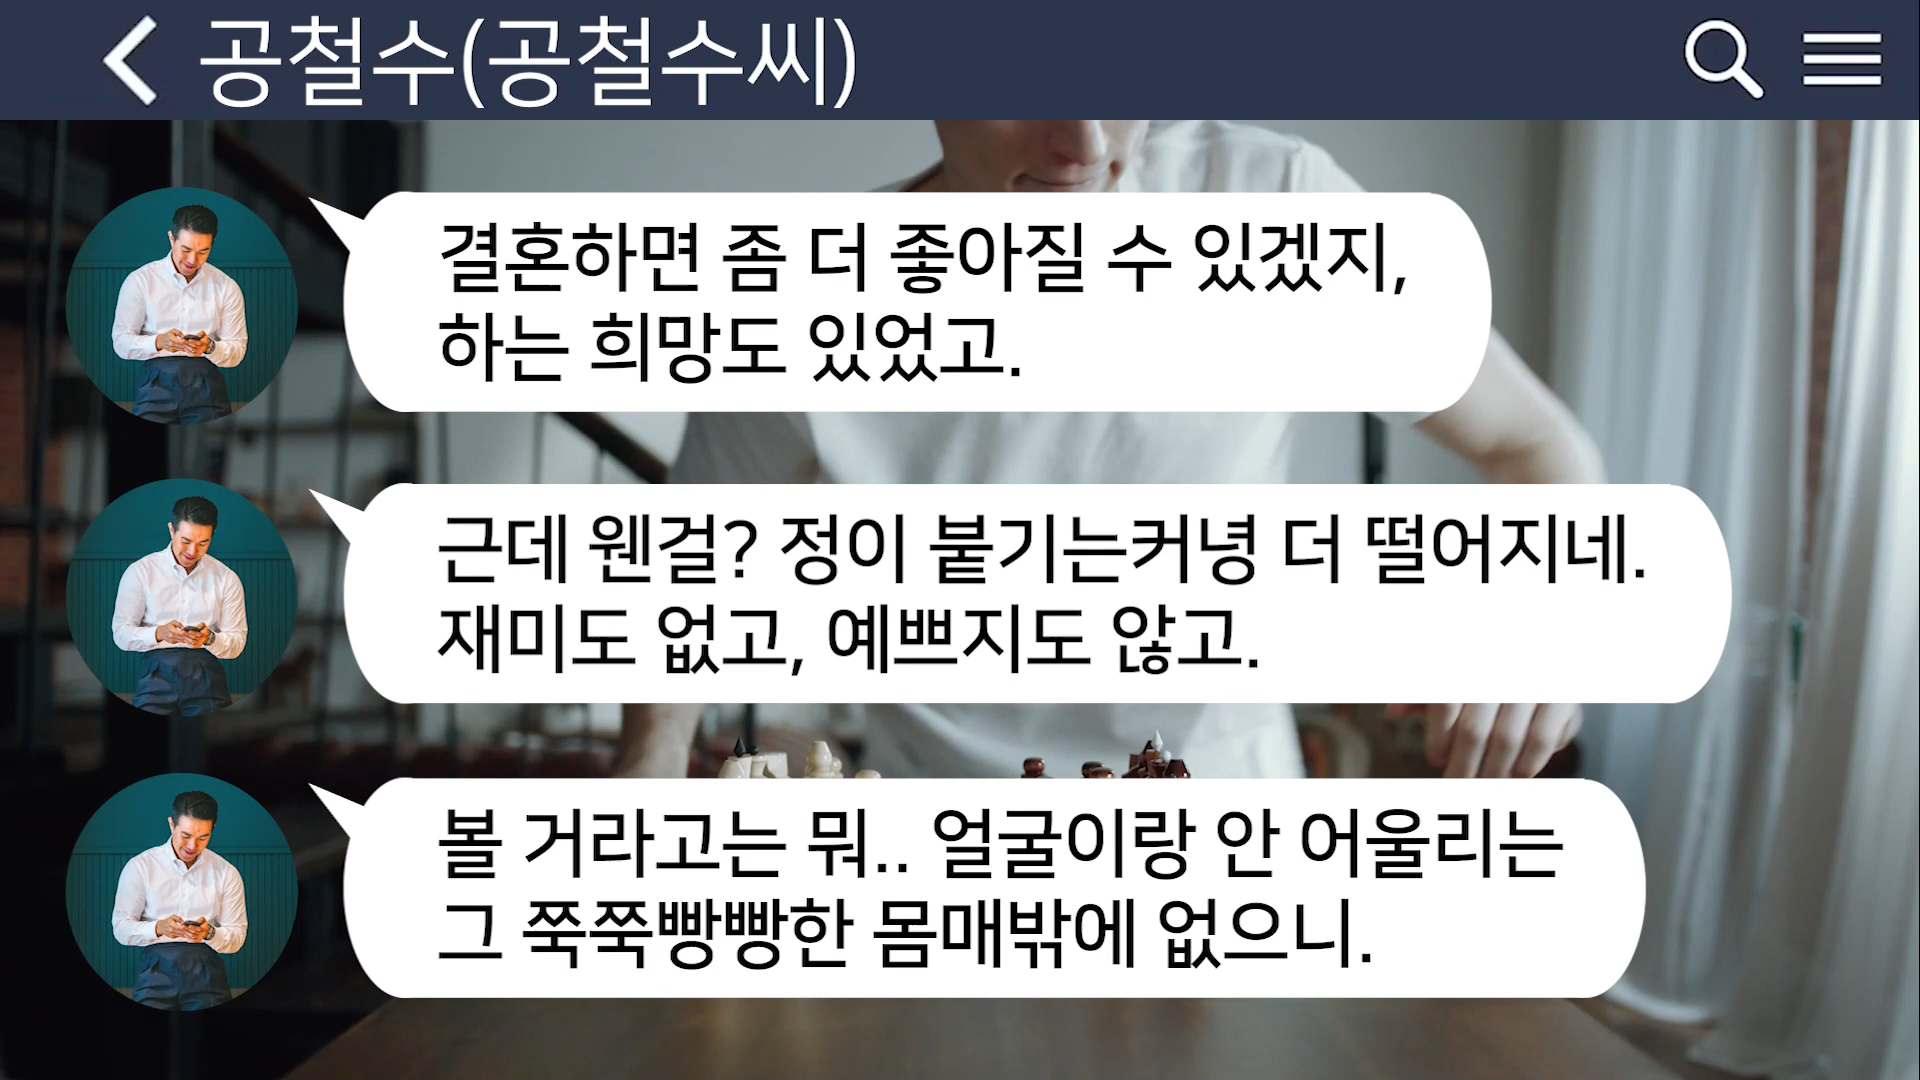 공철수(공철수씨)
결혼하면 좀 더 좋아질 수 있겠지,
하는 희망도 있었고.
근데 웬걸? 정이 붙기는커녕 더 떨어지네.
재미도 없고, 예쁘지도 않고.
볼 거라고는 뭐.. 얼굴이랑 안 어울리는
그 쭉쭉빵빵한 몸매밖에 없으니.